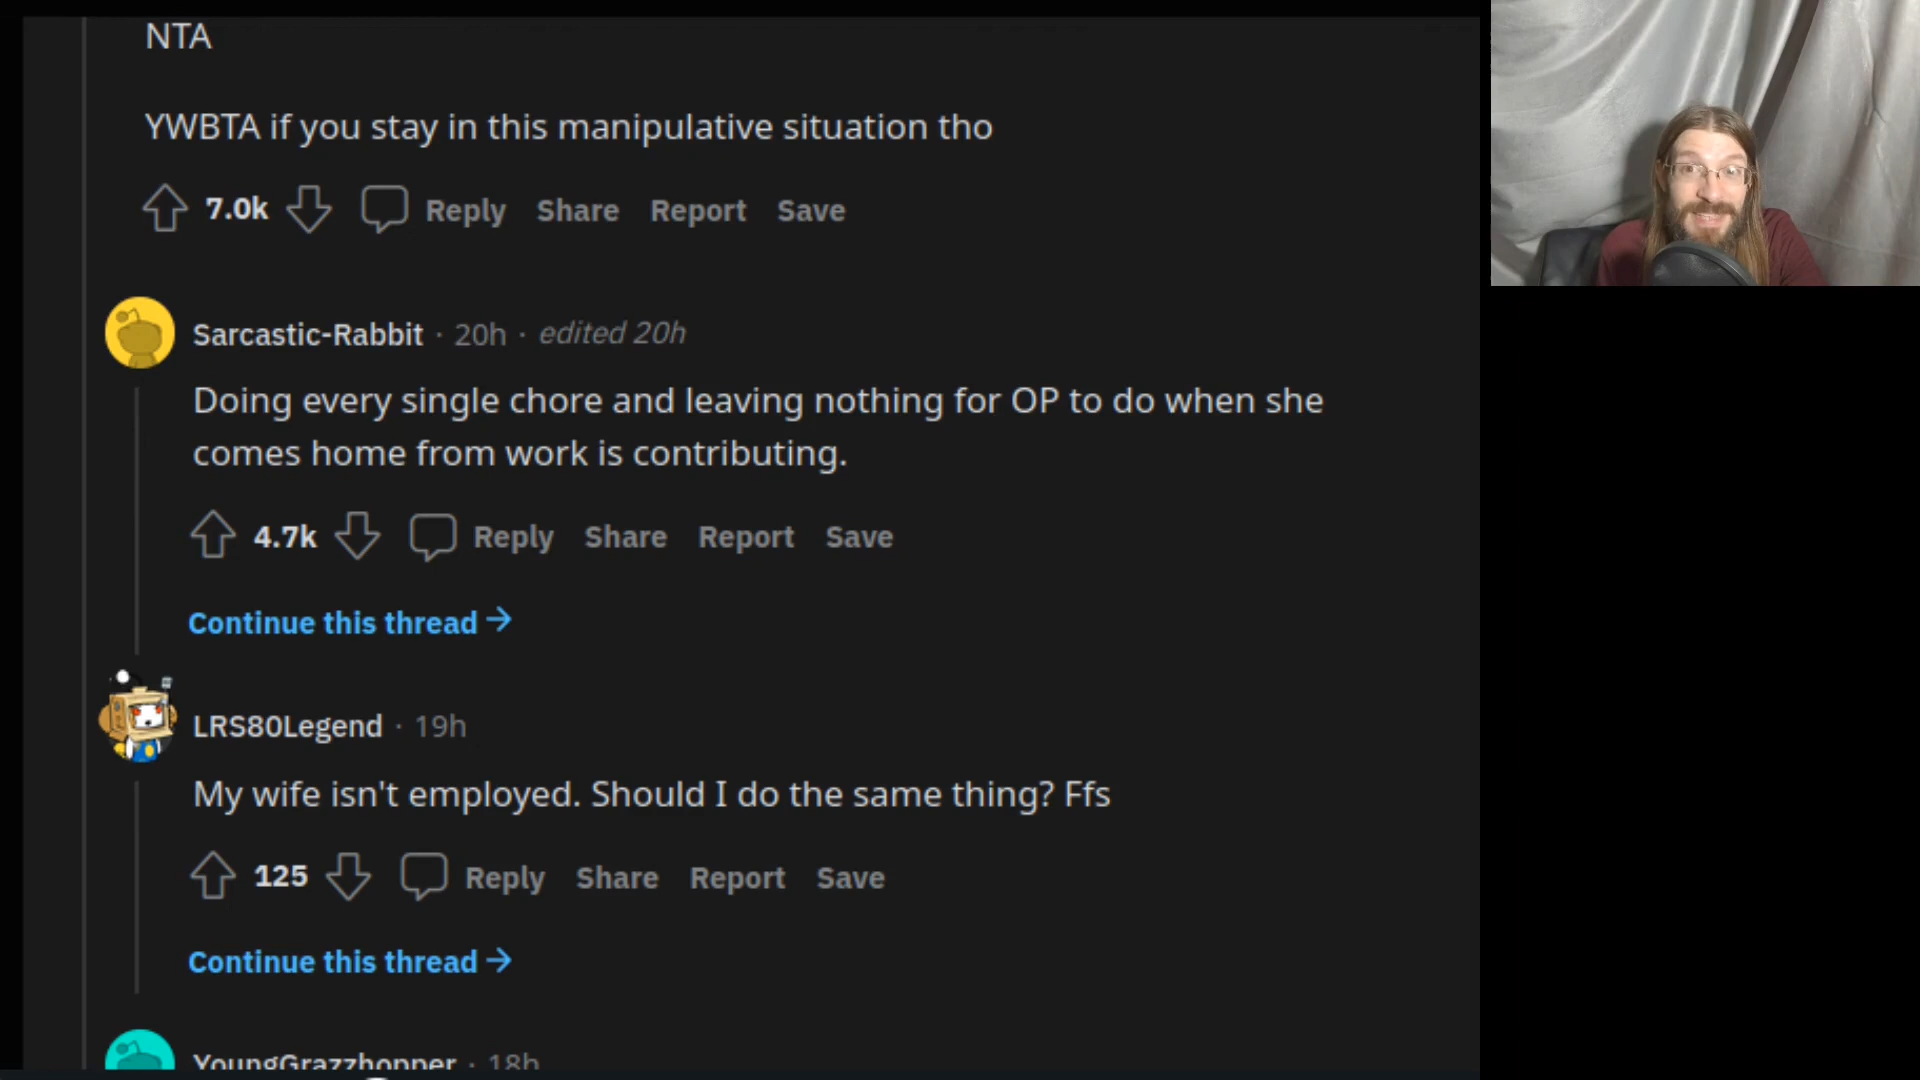 NTA
YWBTA if you stay in this manipulative situation tho
7.0k Reply Share Report Save
Sarcastic-Rabbit · 20h · edited 20h
Doing every single chore and leaving nothing for OP to do when she
comes home from work is contributing.
4.7k Reply Share Report Save
Continue this thread →
LRS80Legend · 19h
My wife isn't employed. Should I do the same thing? Ffs
125 Reply Share Report Save
Continue this thread →
YoungGrazzhopper · 18h